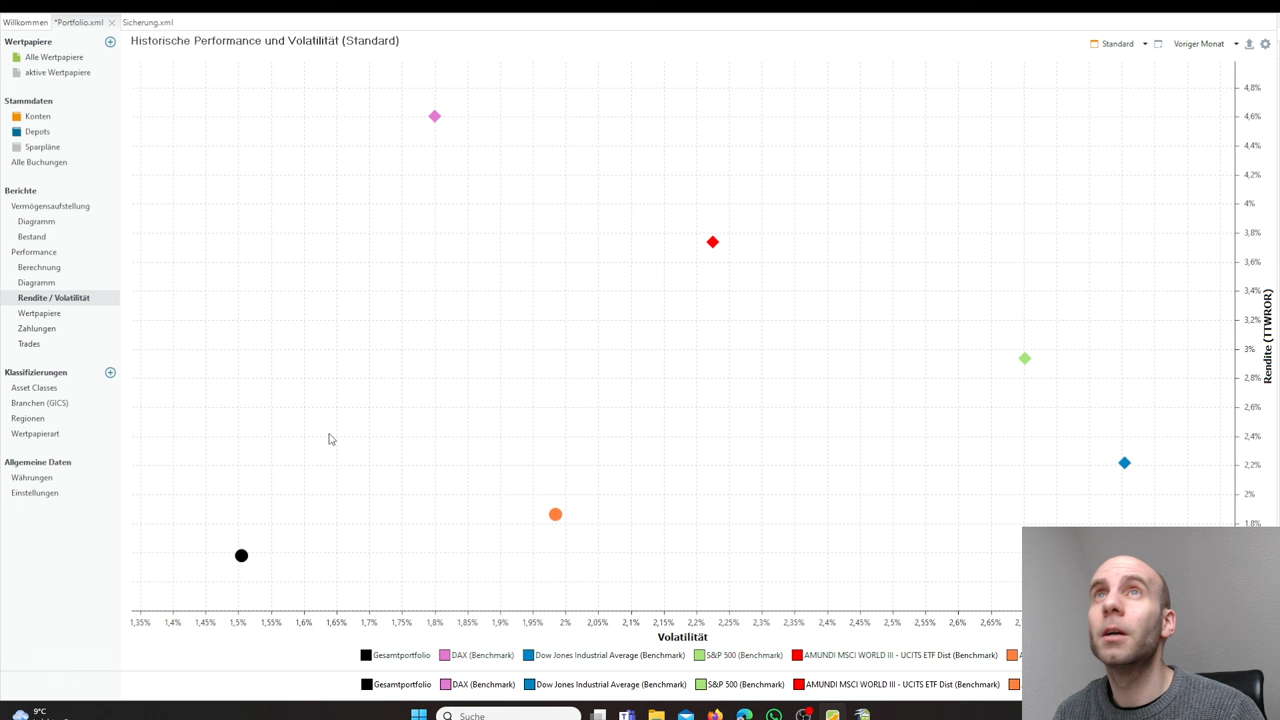 Willkommen *Portfolio.xml Sicherung.xml
Wertpapiere
Alle Wertpapiere
aktive Wertpapiere
Stammdaten
Konten
Depots
Sparpläne
Alle Buchungen
Berichte
Vermögensaufstellung
Diagramm
Bestand
Performance
Berechnung
Diagramm
Rendite / Volatilität
Wertpapiere
Zahlungen
Trades
Klassifizierungen
Asset Classes
Branchen (GICS)
Regionen
Wertpapierart
Allgemeine Daten
Währungen
Einstellungen
Historische Performance und Volatilität (Standard)
Standard Voriger Monat
4,8%
4,6%
4,4%
4,2%
4%
3,8%
3,6%
3,4%
3,2%
3%
2,8%
2,6%
2,4%
2,2%
2%
1,8%
Rendite (TTWROR)
1,35% 1,4% 1,45% 1,5% 1,55% 1,6% 1,65% 1,7% 1,75% 1,8% 1,85% 1,9% 1,95% 2% 2,05% 2,1% 2,15% 2,2% 2,25% 2,3% 2,35% 2,4% 2,45% 2,5% 2,55% 2,6% 2,65%
Volatilität
Gesamtportfolio DAX (Benchmark) Dow Jones Industrial Average (Benchmark) S&P 500 (Benchmark) AMUNDI MSCI WORLD III - UCITS ETF Dist (Benchmark)
Gesamtportfolio DAX (Benchmark) Dow Jones Industrial Average (Benchmark) S&P 500 (Benchmark) AMUNDI MSCI WORLD III - UCITS ETF Dist (Benchmark)
9°C
Suche